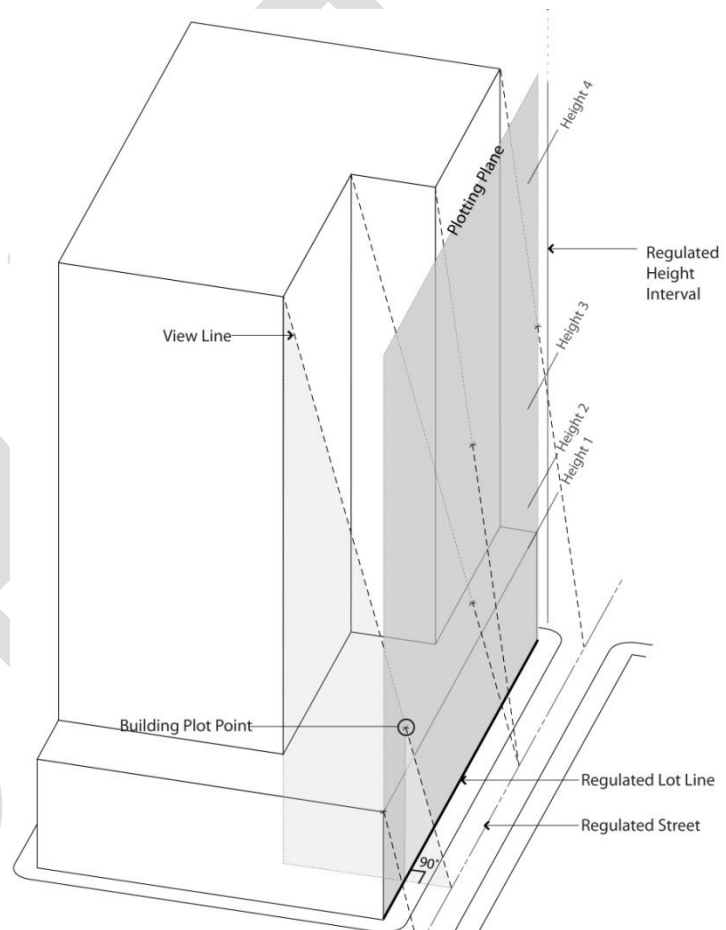 Height 4
Plotting Plane
Regulated
Height
Interval
View Line
Height 3
Height 2
Height 1
Building Plot Point
Regulated Lot Line
Regulated Street
90°